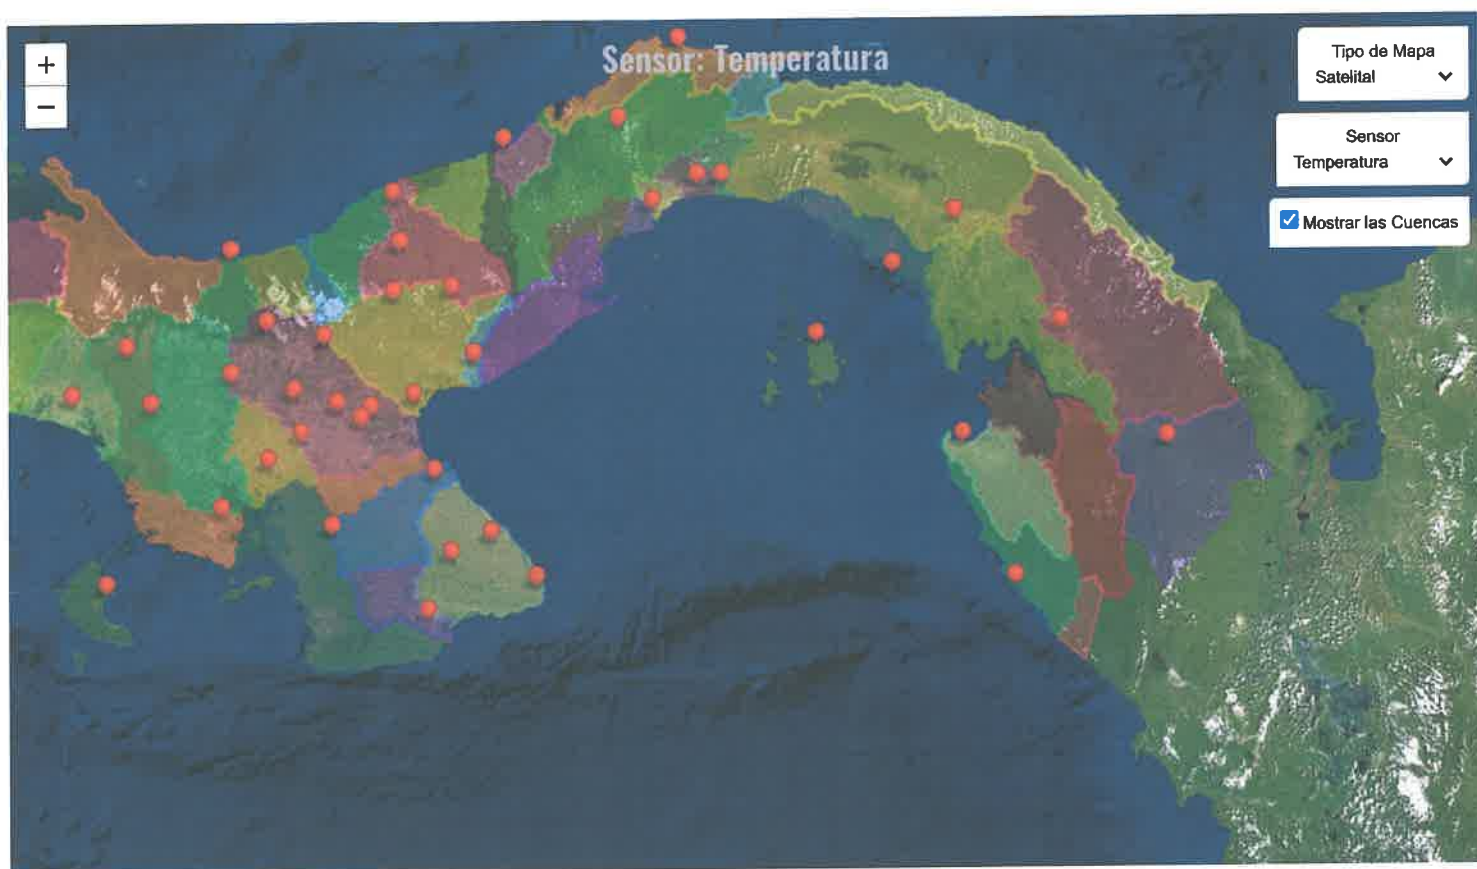 +
−
Sensor: Temperatura
Tipo de Mapa
Satelital
Sensor
Temperatura
Mostrar las Cuencas